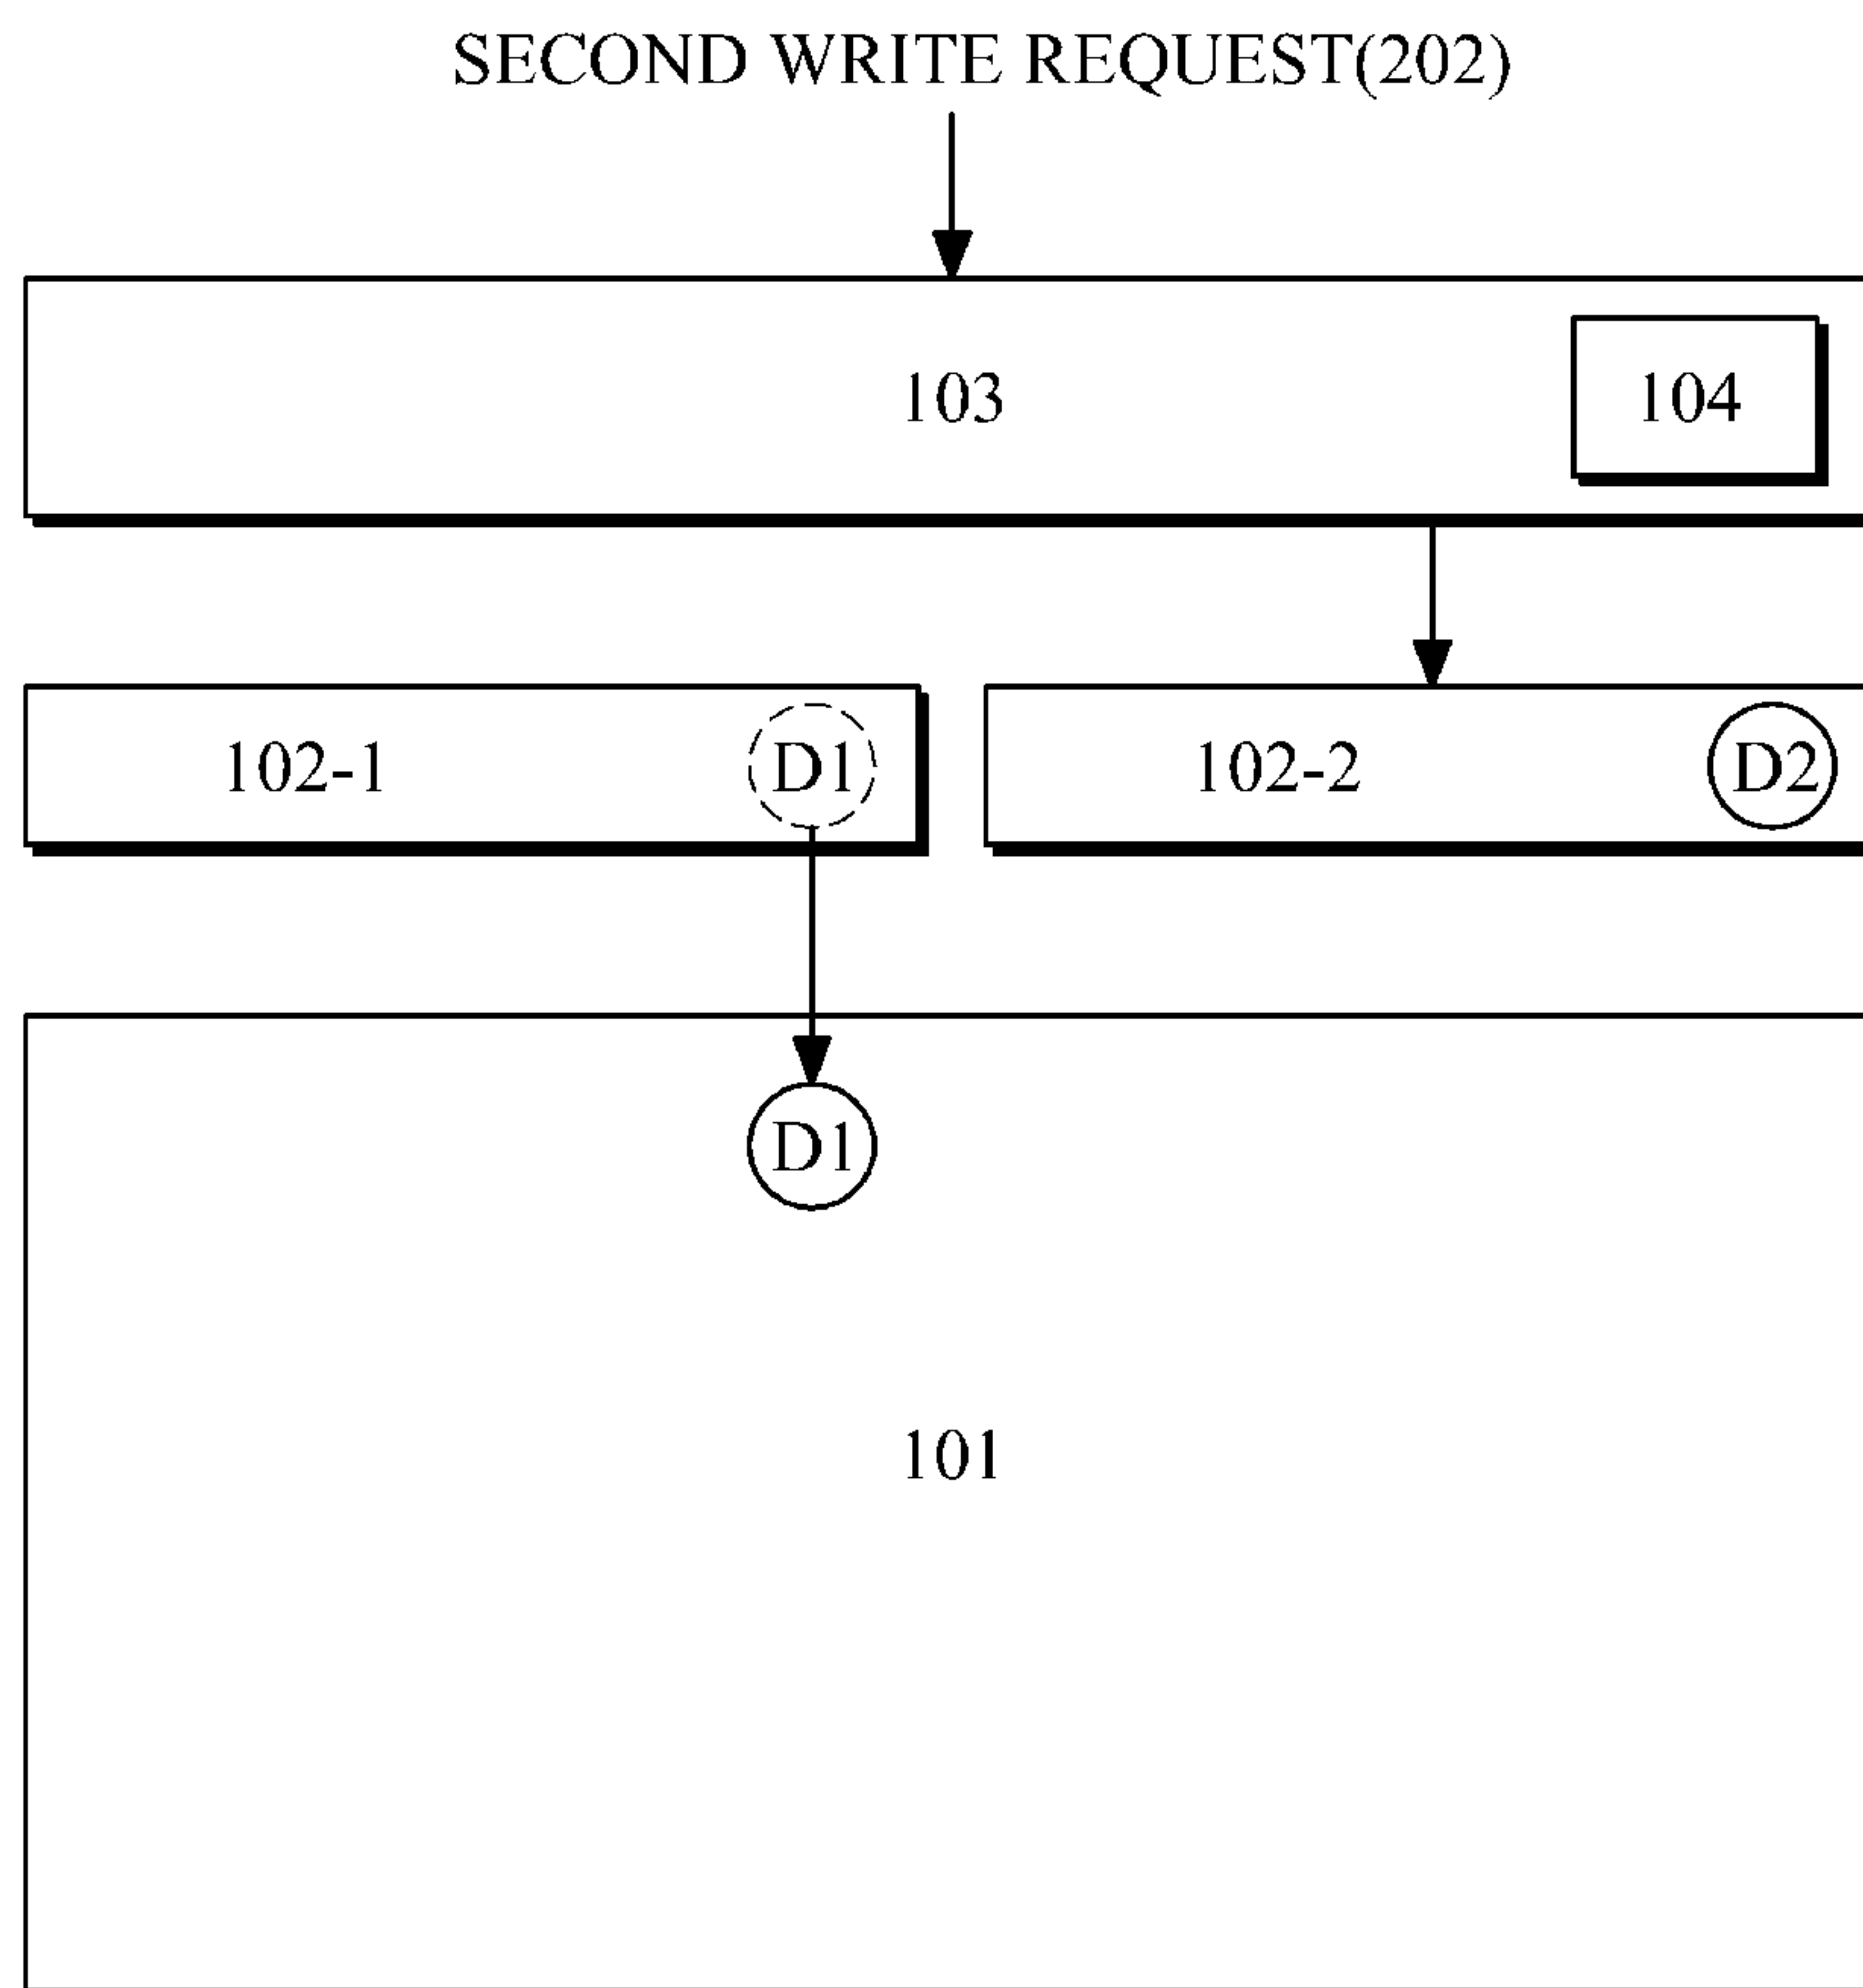 SECOND WRITE REQUEST(202)
103
104
102-1
D1
102-2
D2
D1
101